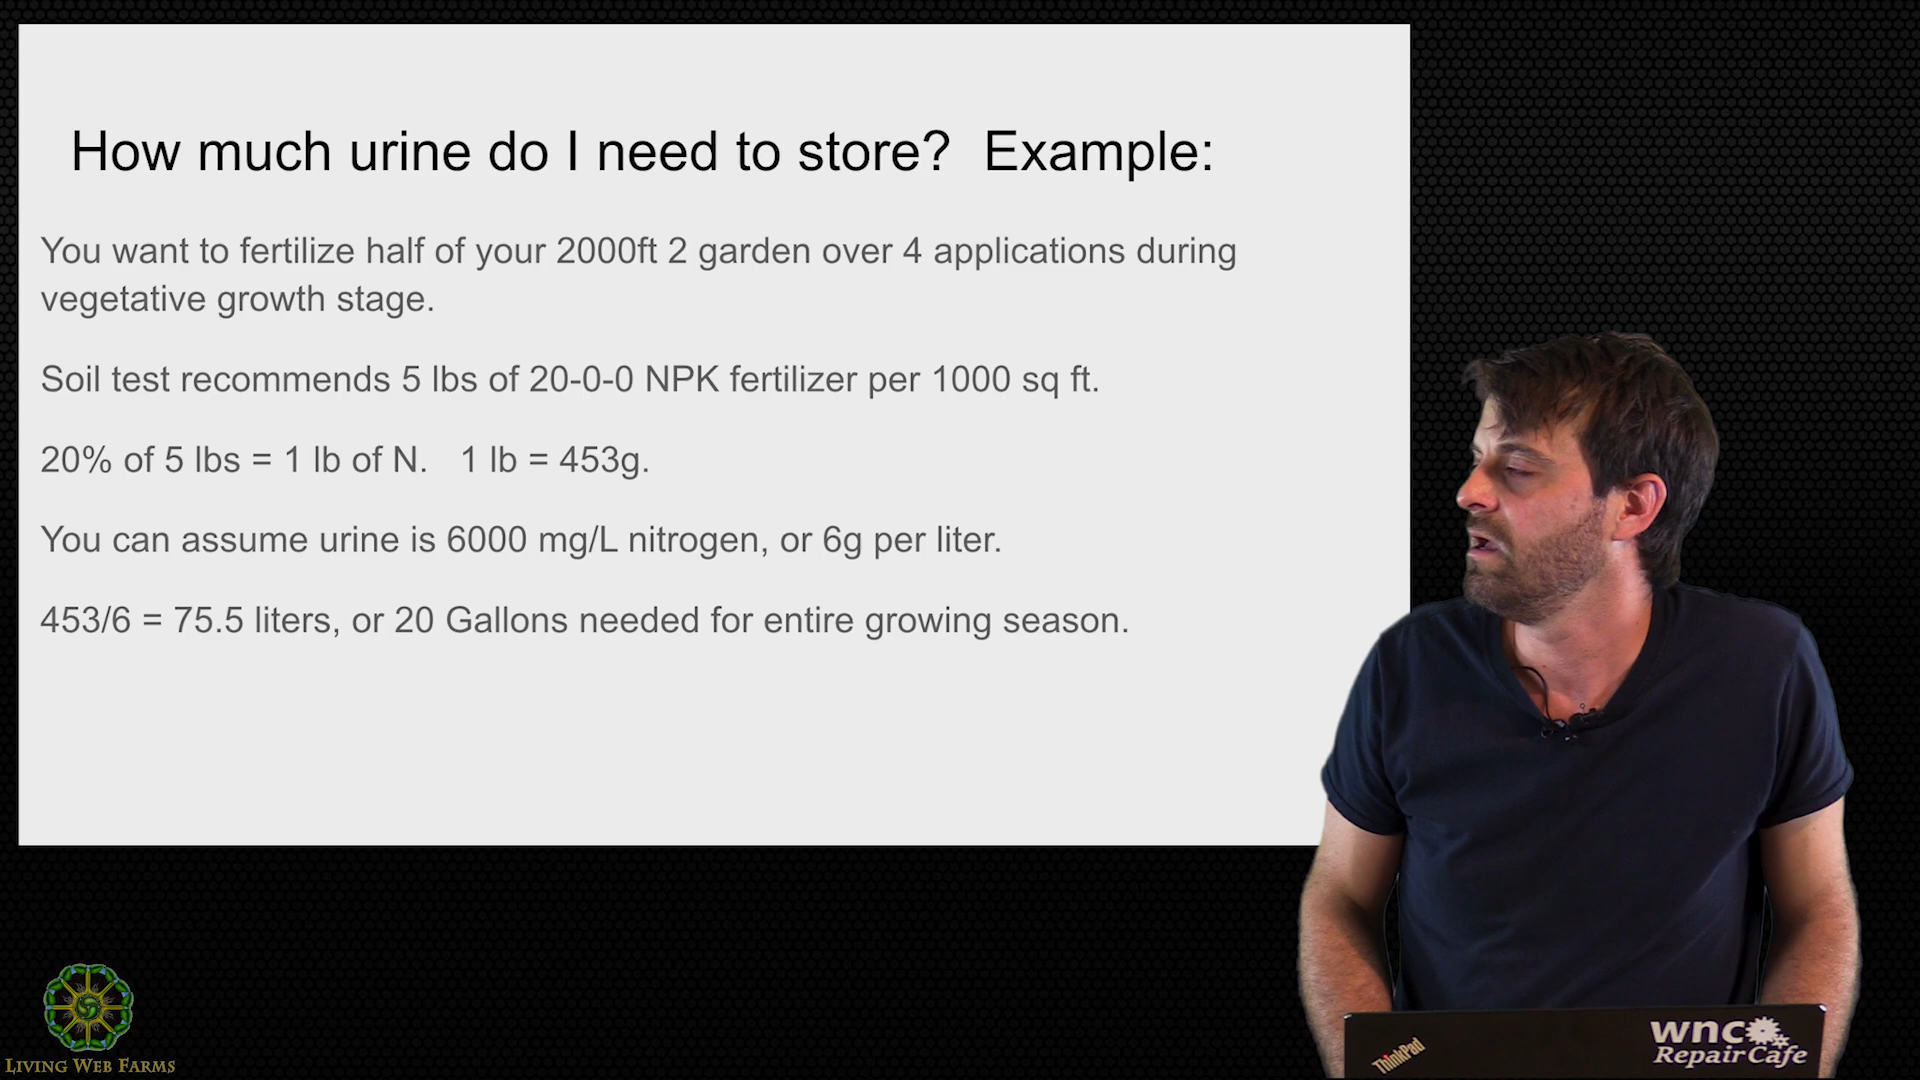 How much urine do I need to store?  Example:
You want to fertilize half of your 2000ft 2 garden over 4 applications during
vegetative growth stage.
Soil test recommends 5 lbs of 20-0-0 NPK fertilizer per 1000 sq ft.
20% of 5 lbs = 1 lb of N.   1 lb = 453g.
You can assume urine is 6000 mg/L nitrogen, or 6g per liter.
453/6 = 75.5 liters, or 20 Gallons needed for entire growing season.
ThinkPad
wnc
Repair Cafe
LIVING WEB FARMS